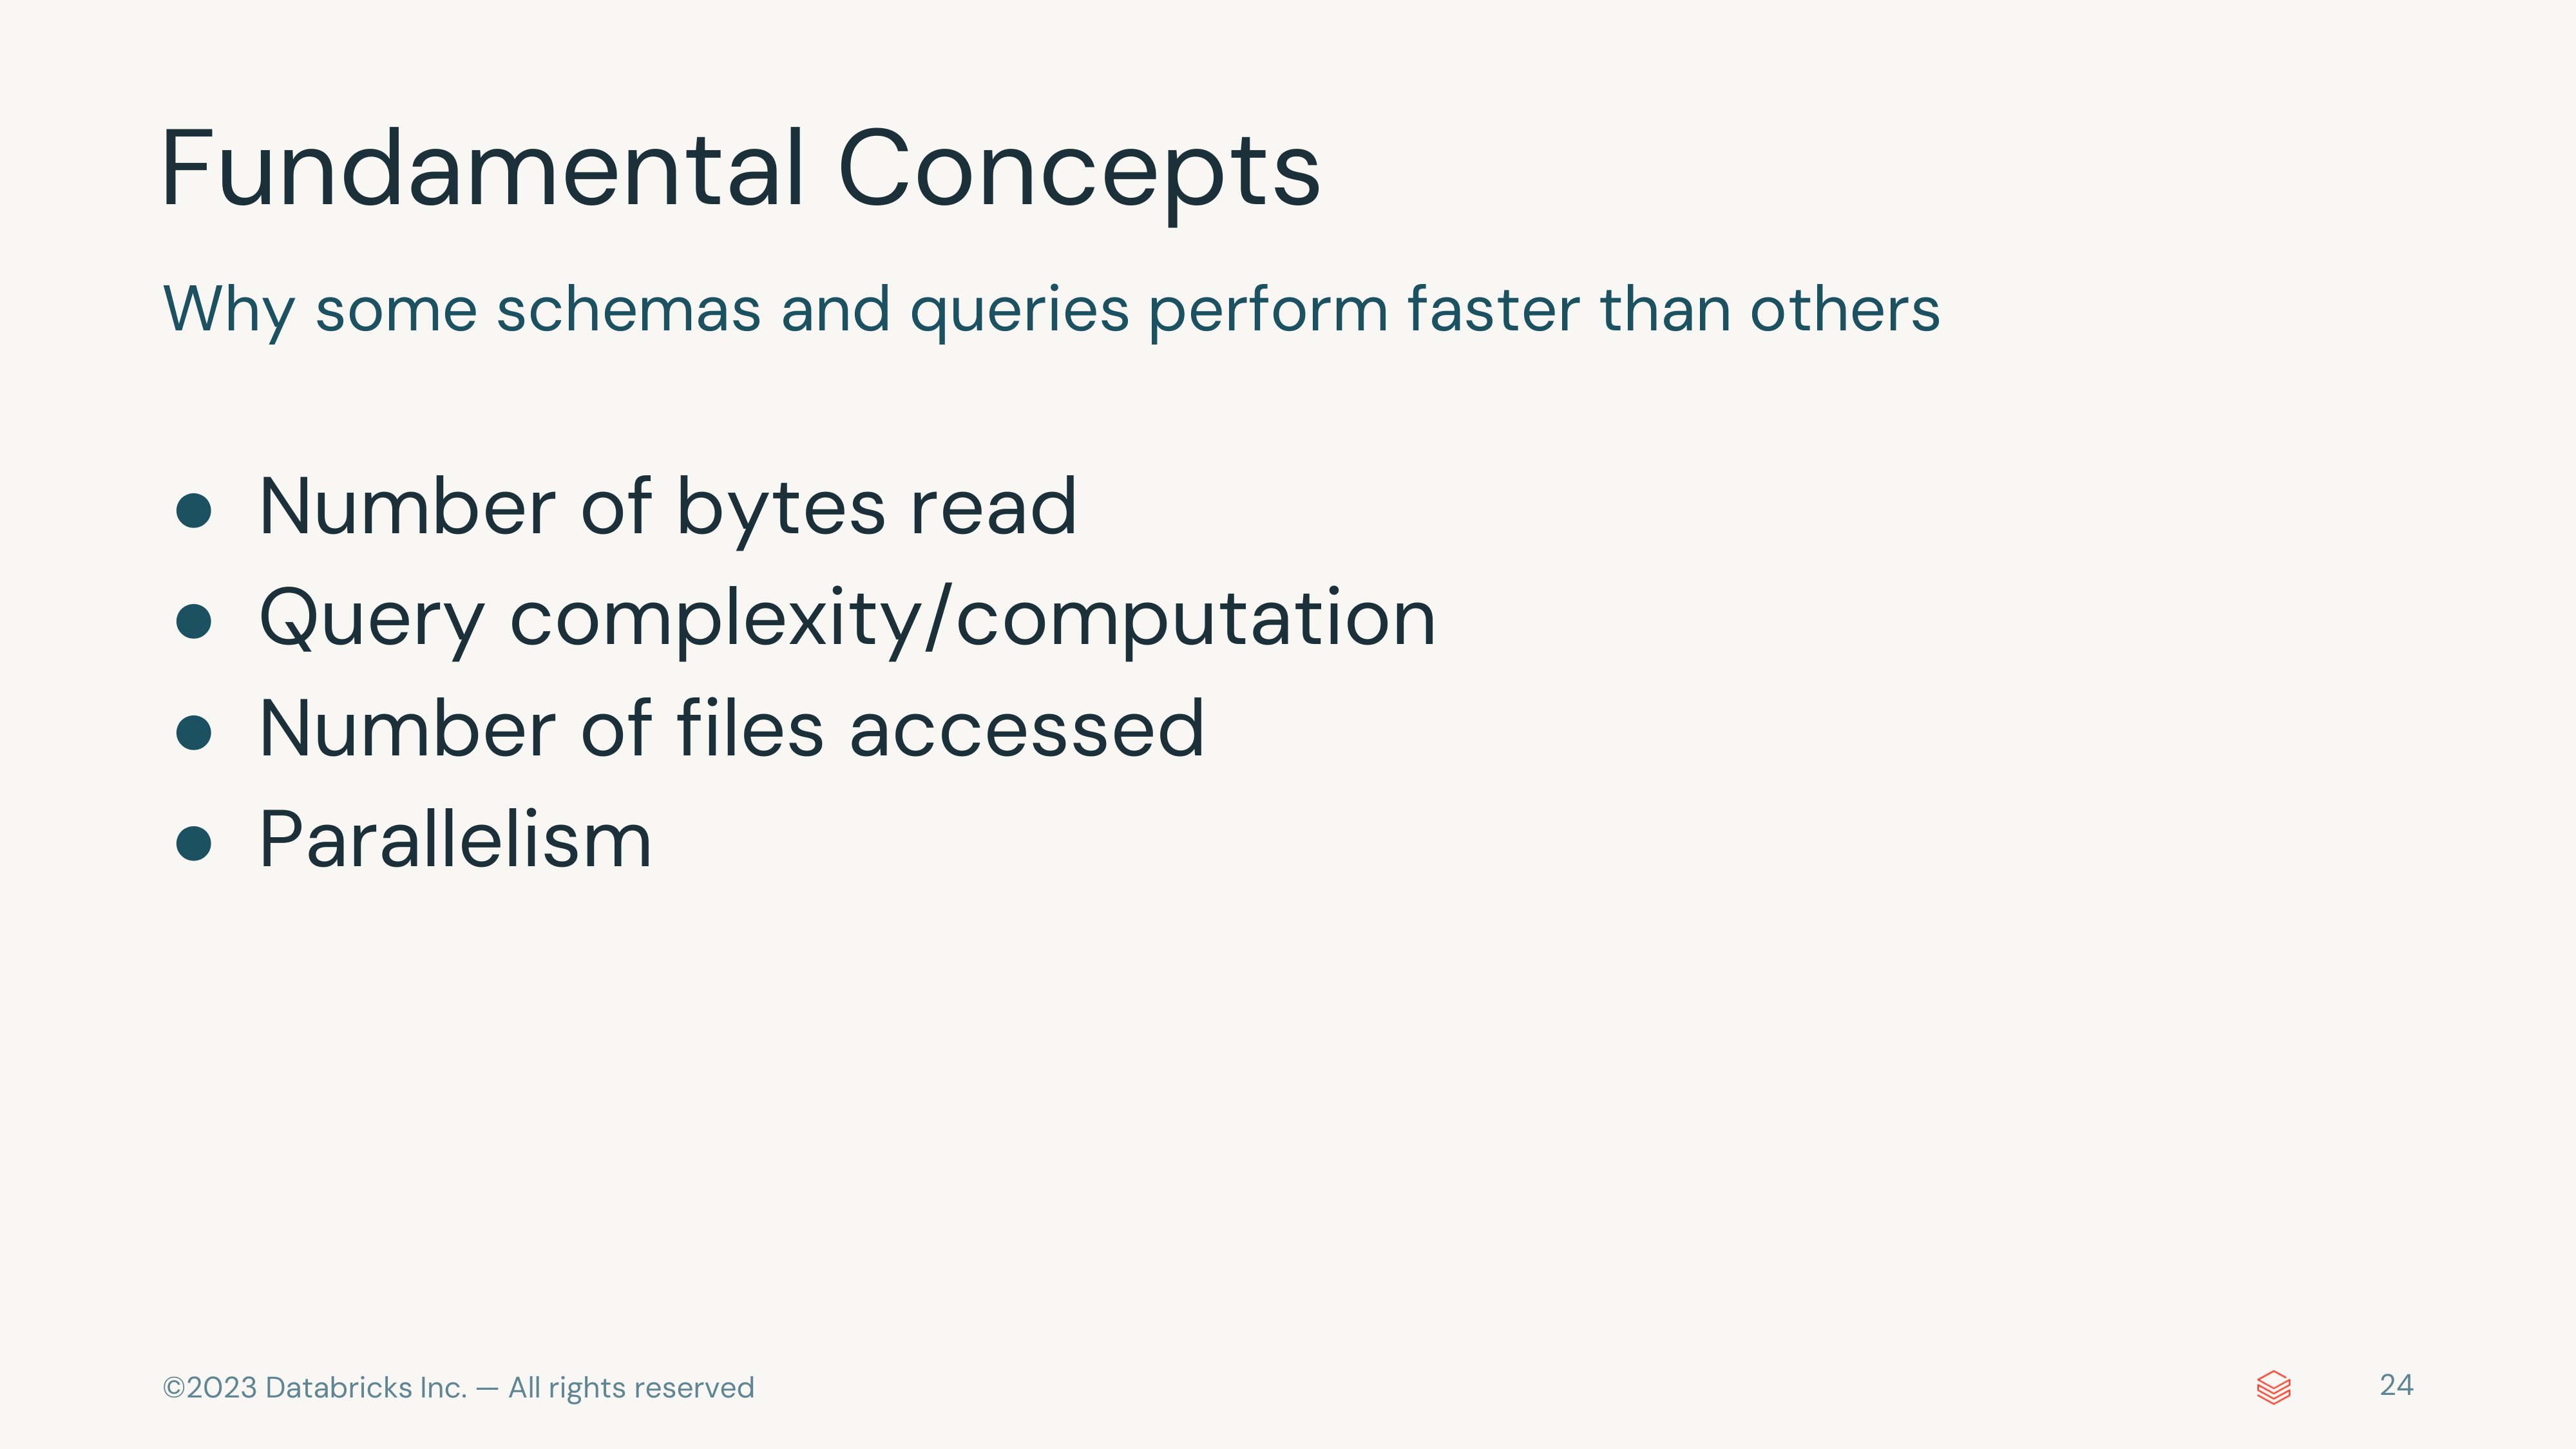 Fundamental Concepts
Why some schemas and queries perform faster than others
● Number of bytes read
● Query complexity/computation
● Number of files accessed
● Parallelism
©2023 Databricks Inc. — All rights reserved
24